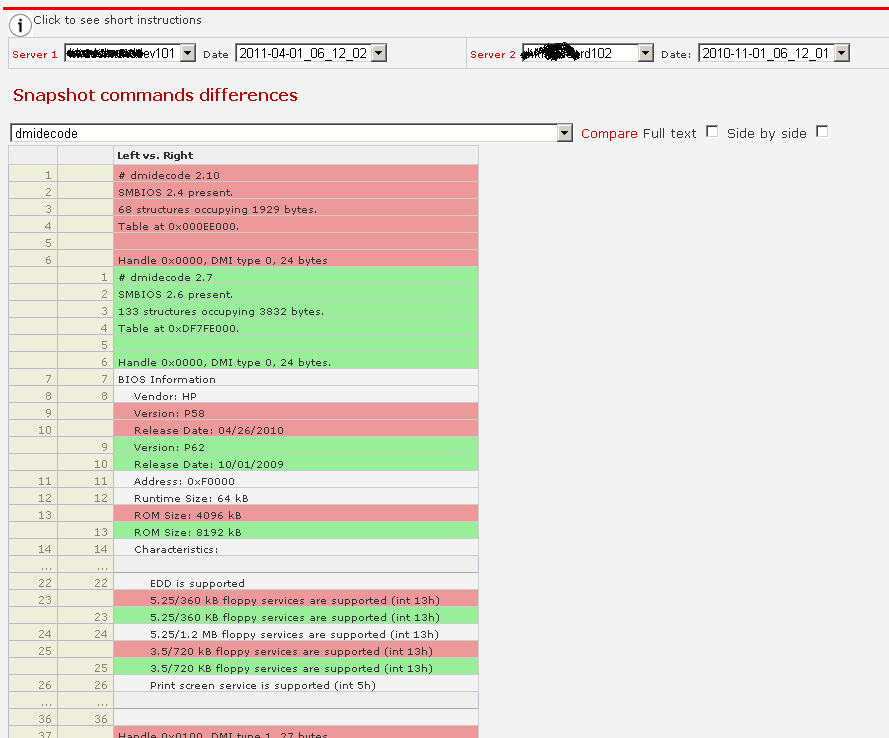 Click to see short instructions
Server 1 ev101 Date 2011-04-01_06_12_02 Server 2 rd102 Date: 2010-11-01_06_12_01
Snapshot commands differences
dmidecode Compare Full text Side by side
Left vs. Right
1 # dmidecode 2.10
2 SMBIOS 2.4 present.
3 68 structures occupying 1929 bytes.
4 Table at 0x000EE000.
5
6 Handle 0x0000, DMI type 0, 24 bytes
1 # dmidecode 2.7
2 SMBIOS 2.6 present.
3 133 structures occupying 3832 bytes.
4 Table at 0xDF7FE000.
5
6 Handle 0x0000, DMI type 0, 24 bytes.
7 7 BIOS Information
8 8 Vendor: HP
9 Version: P58
10 Release Date: 04/26/2010
9 Version: P62
10 Release Date: 10/01/2009
11 11 Address: 0xF0000
12 12 Runtime Size: 64 kB
13 ROM Size: 4096 kB
13 ROM Size: 8192 kB
14 14 Characteristics:
... ...
22 22 EDD is supported
23 5.25/360 kB floppy services are supported (int 13h)
23 5.25/360 KB floppy services are supported (int 13h)
24 24 5.25/1.2 MB floppy services are supported (int 13h)
25 3.5/720 kB floppy services are supported (int 13h)
25 3.5/720 KB floppy services are supported (int 13h)
26 26 Print screen service is supported (int 5h)
... ...
36 36
37 Handle 0x0100, DMI type 1, 27 bytes